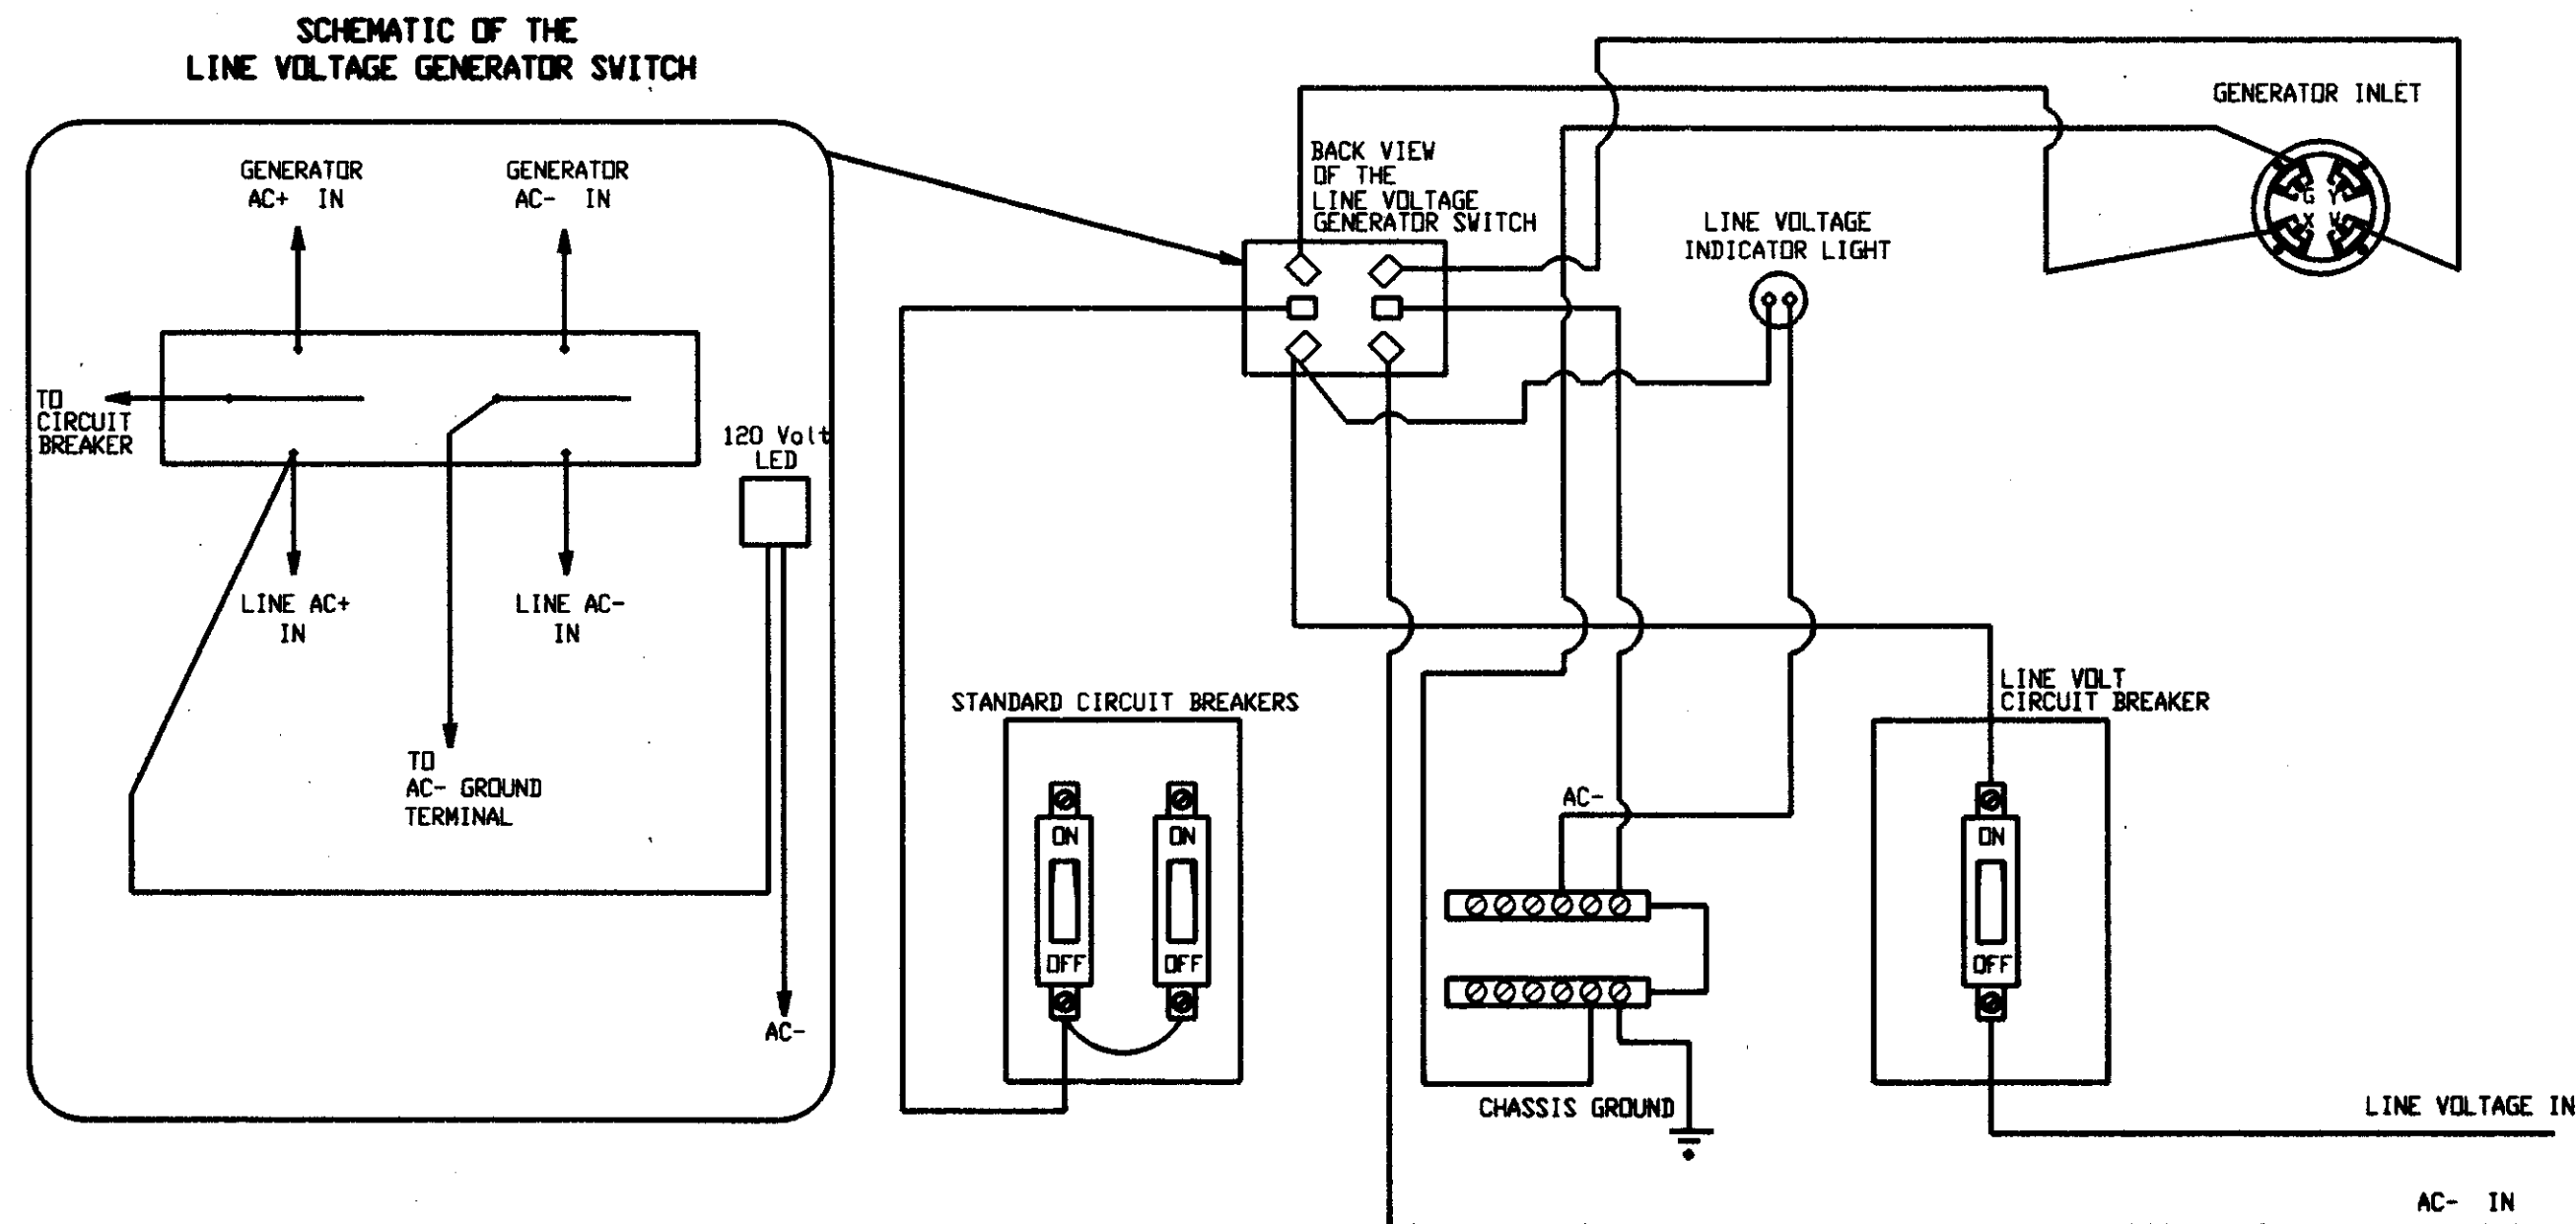 SCHEMATIC OF THE
LINE VOLTAGE GENERATOR SWITCH
GENERATOR
AC+ IN
GENERATOR
AC- IN
TO
CIRCUIT
BREAKER
120 Volt
LED
LINE AC+
IN
LINE AC-
IN
TO
AC- GROUND
TERMINAL
AC-
BACK VIEW
OF THE
LINE VOLTAGE
GENERATOR SWITCH
LINE VOLTAGE
INDICATOR LIGHT
GENERATOR INLET
G Y
X W
STANDARD CIRCUIT BREAKERS
ON
OFF
ON
OFF
AC-
CHASSIS GROUND
LINE VOLT
CIRCUIT BREAKER
ON
OFF
LINE VOLTAGE IN
AC- IN